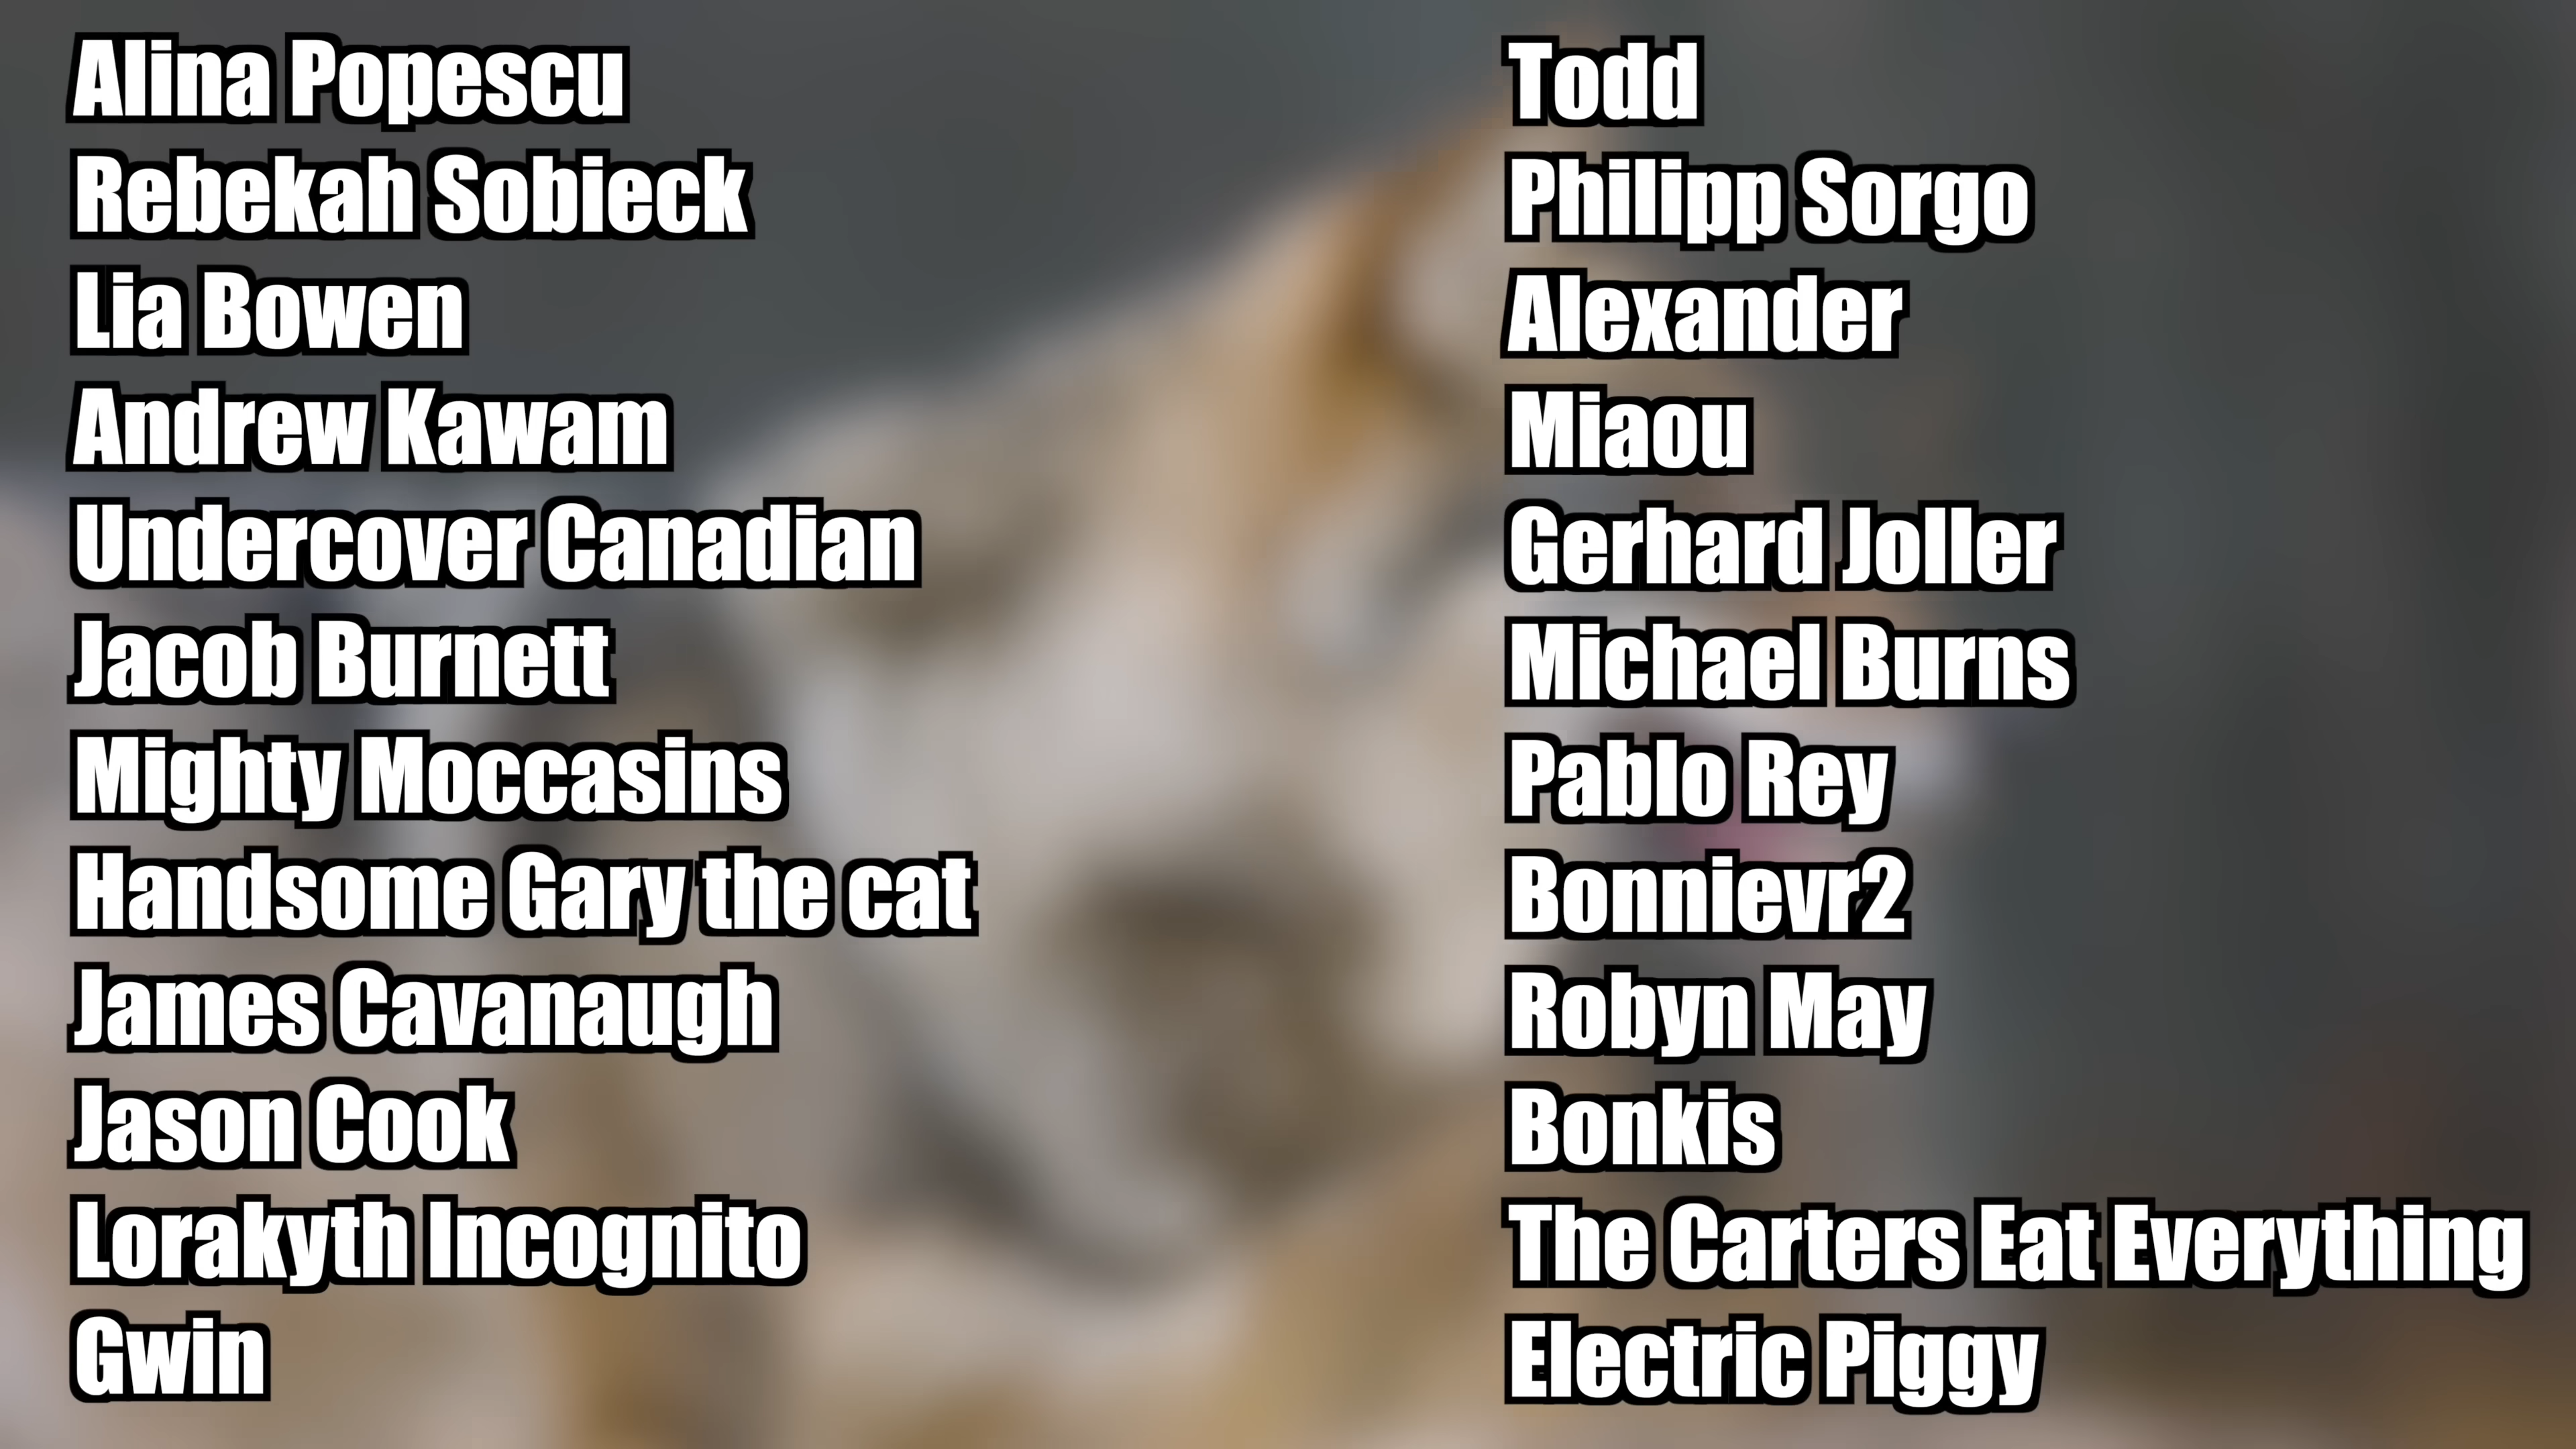 Alina Popescu
Rebekah Sobieck
Lia Bowen
Andrew Kawam
Undercover Canadian
Jacob Burnett
Mighty Moccasins
Handsome Gary the cat
James Cavanaugh
Jason Cook
Lorakyth Incognito
Gwin
Todd
Philipp Sorgo
Alexander
Miaou
Gerhard Joller
Michael Burns
Pablo Rey
Bonnievr2
Robyn May
Bonkis
The Carters Eat Everything
Electric Piggy